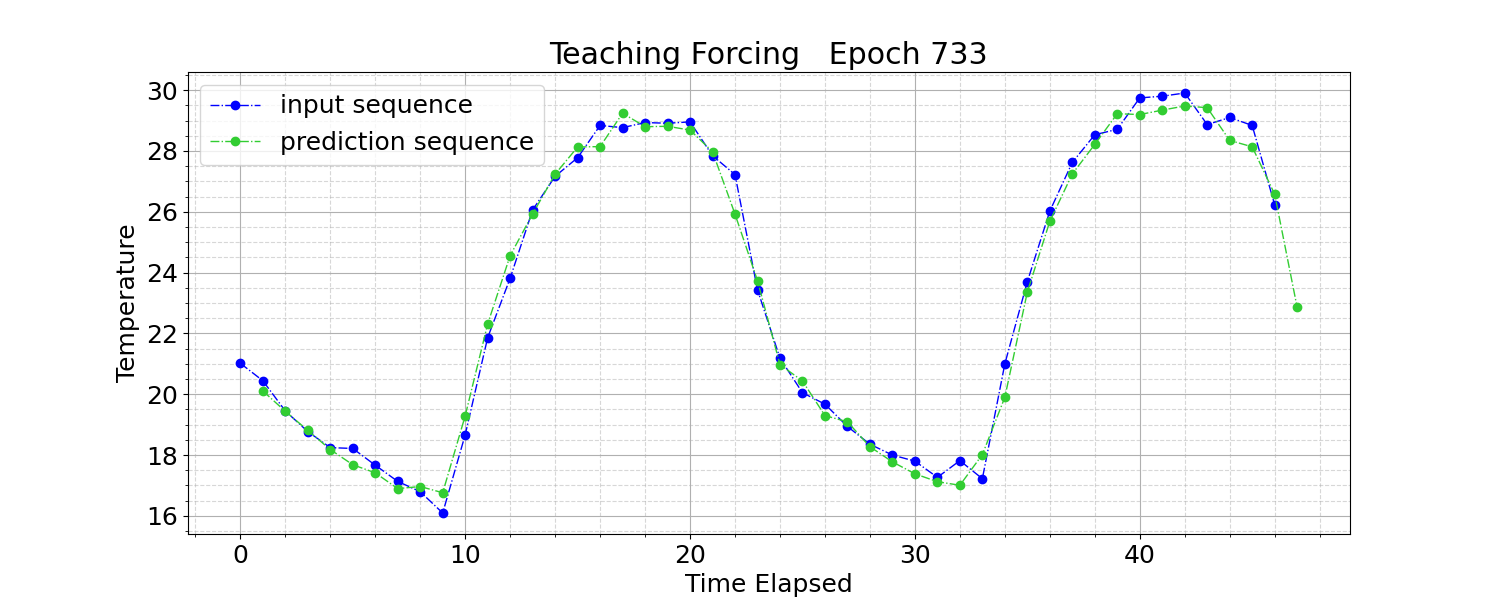 Teaching Forcing   Epoch 733
input sequence
prediction sequence
30
28
26
24
22
20
18
16
Temperature
0 10 20 30 40
Time Elapsed